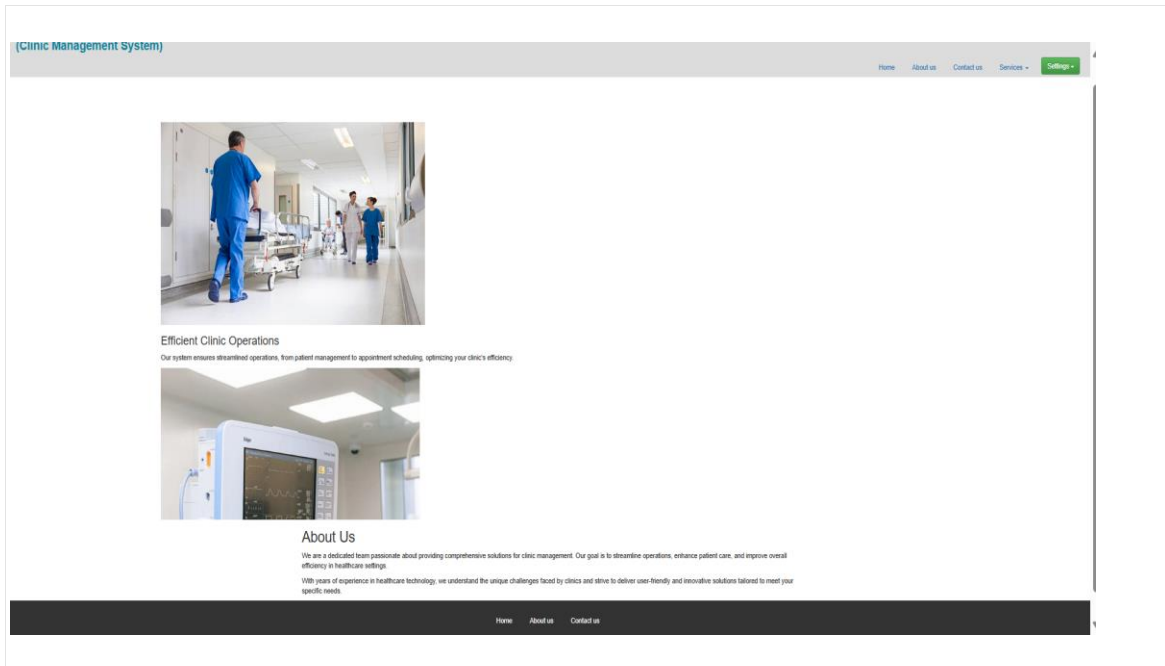 (Clinic Management System)
Home About us Contact us Services Settings
Efficient Clinic Operations
Our system ensures streamlined operations, from patient management to appointment scheduling, optimizing your clinic's efficiency.
About Us
We are a dedicated team passionate about providing comprehensive solutions for clinic management. Our goal is to streamline operations, enhance patient care, and improve overall
efficiency in healthcare settings.
With years of experience in healthcare technology, we understand the unique challenges faced by clinics and strive to deliver user-friendly and innovative solutions tailored to meet your
specific needs.
Home About us Contact us